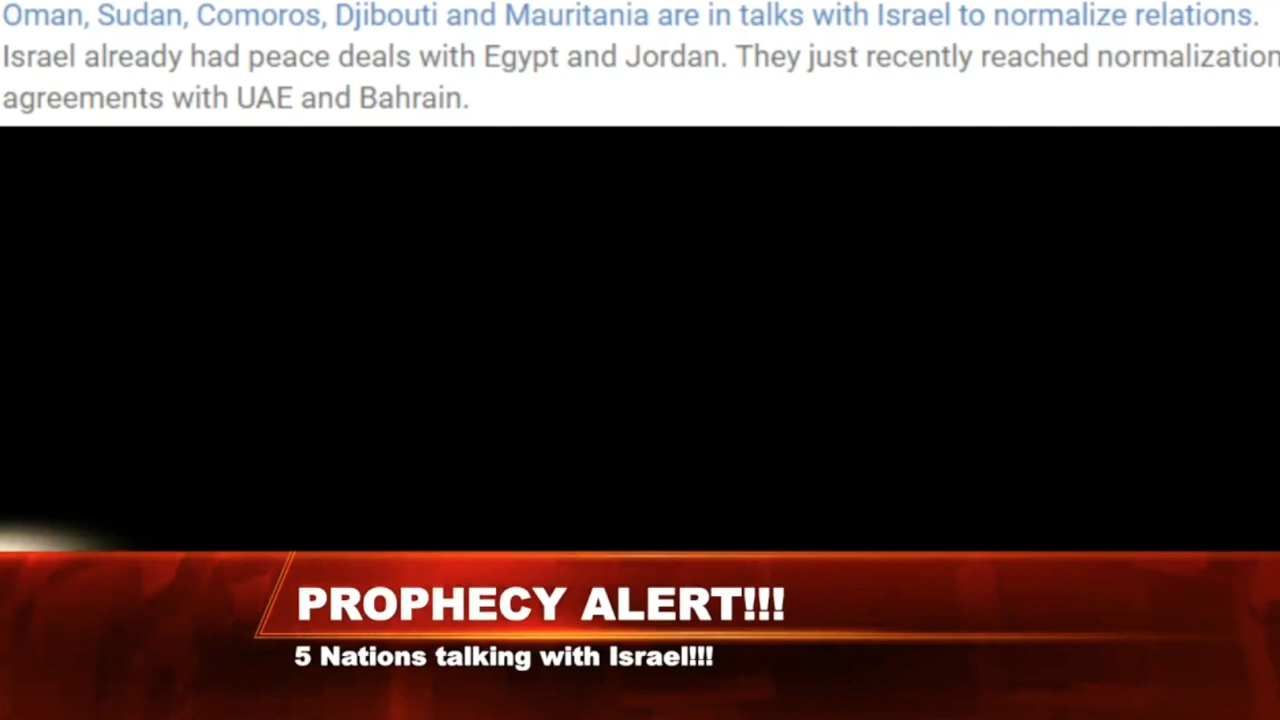 Oman, Sudan, Comoros, Djibouti and Mauritania are in talks with Israel to normalize relations.
Israel already had peace deals with Egypt and Jordan. They just recently reached normalization
agreements with UAE and Bahrain.
PROPHECY ALERT!!!
5 Nations talking with Israel!!!